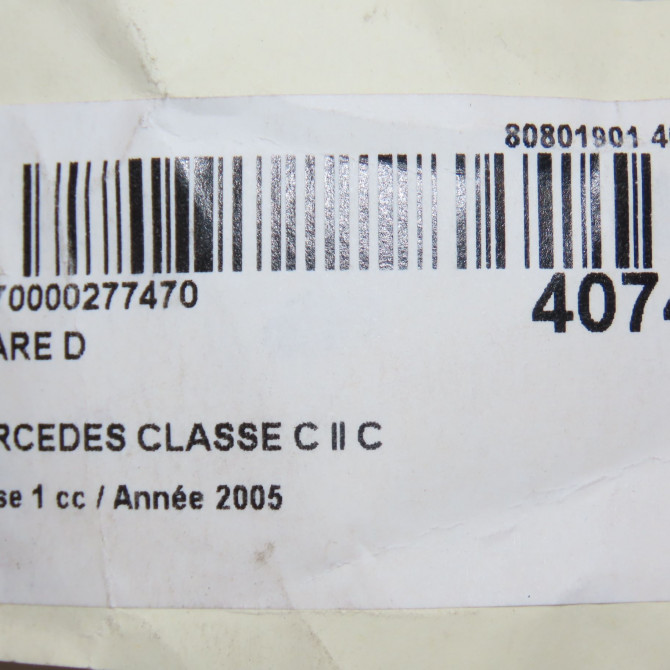 80801901 4
70000277470
4074
ARE D
RCEDES CLASSE C II C
se 1 cc / Année 2005